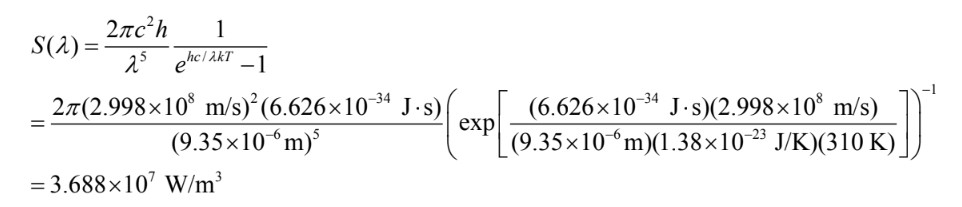 S(λ) = 2πc²h / λ⁵ 1 / e^(hc/λkT) − 1
= 2π(2.998×10⁸ m/s)²(6.626×10⁻³⁴ J·s) / (9.35×10⁻⁶ m)⁵ (exp[(6.626×10⁻³⁴ J·s)(2.998×10⁸ m/s) / (9.35×10⁻⁶ m)(1.38×10⁻²³ J/K)(310 K)])⁻¹
= 3.688×10⁷ W/m³